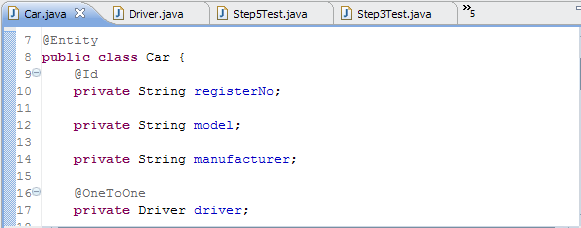 Car.java Driver.java Step5Test.java Step3Test.java »5
7 @Entity
8 public class Car {
9 @Id
10 private String registerNo;
11
12 private String model;
13
14 private String manufacturer;
15
16 @OneToOne
17 private Driver driver;